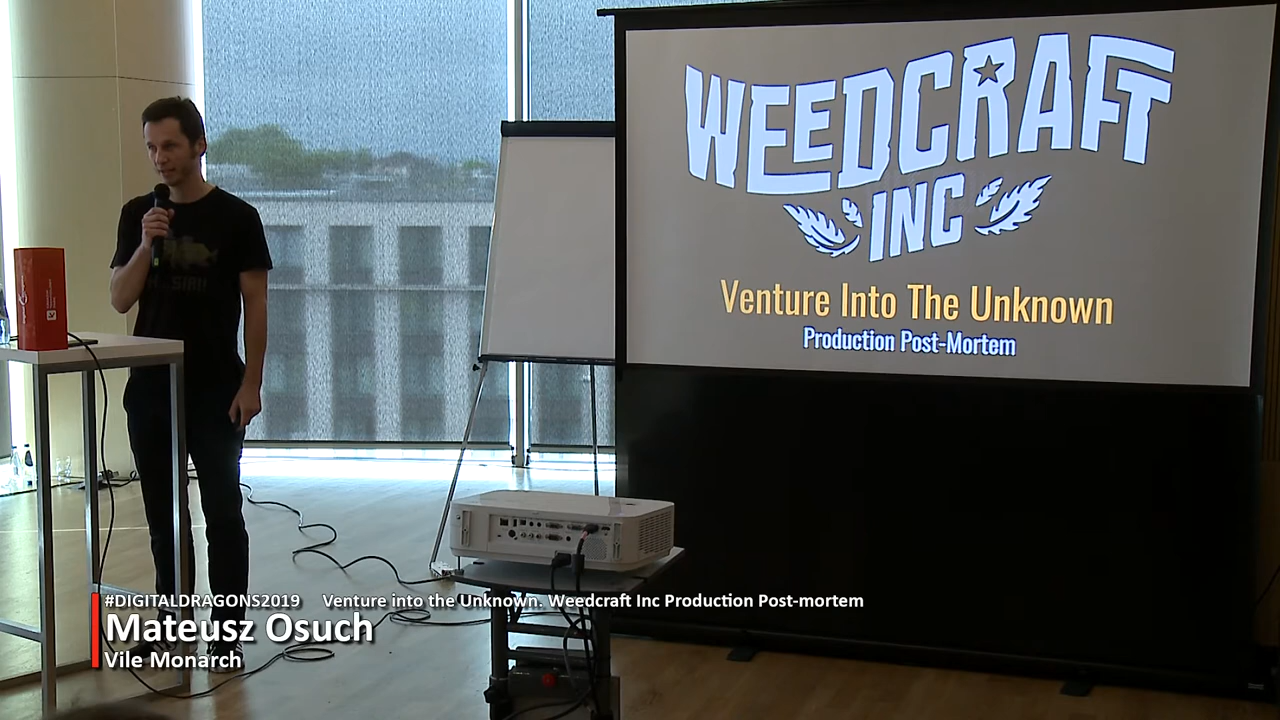 WEEDCRAFT
INC
Venture Into The Unknown
Production Post-Mortem
#DIGITALDRAGONS2019 Venture into the Unknown. Weedcraft Inc Production Post-mortem
Mateusz Osuch
Vile Monarch